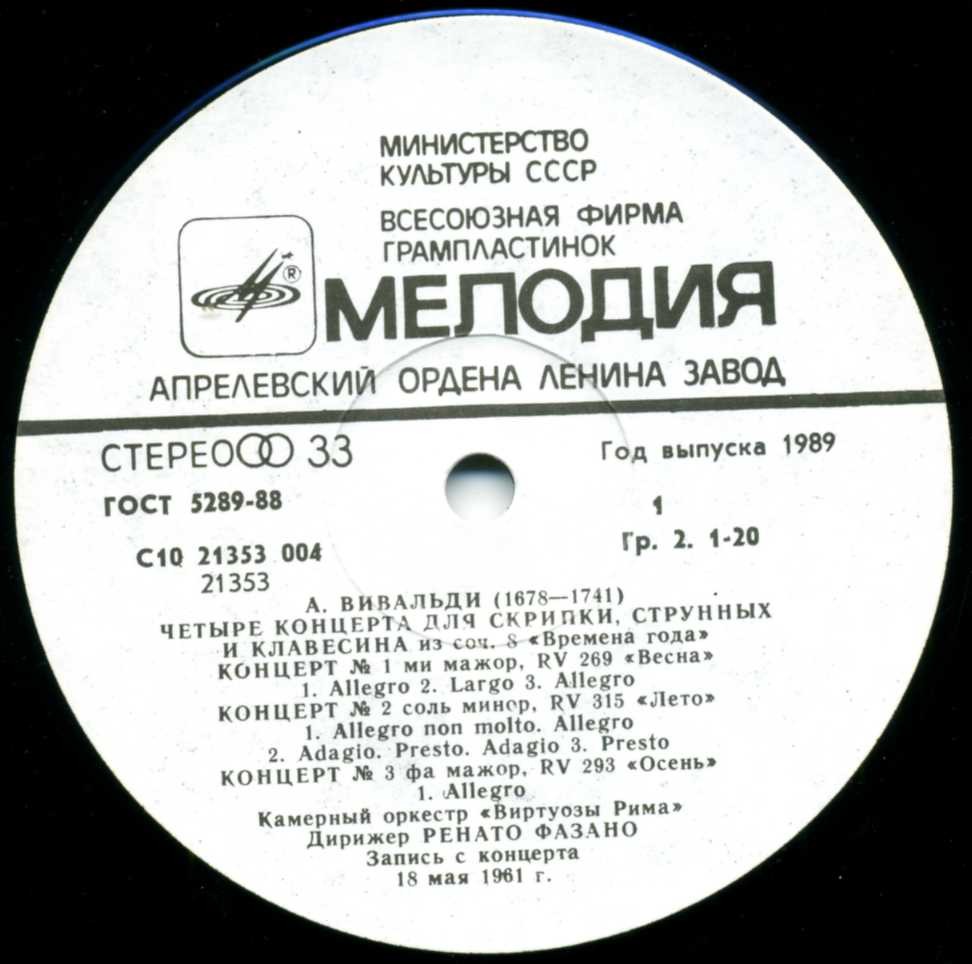 МИНИСТЕРСТВО
КУЛЬТУРЫ СССР
ВСЕСОЮЗНАЯ ФИРМА
ГРАМПЛАСТИНОК
®
МЕЛОДИЯ
АПРЕЛЕВСКИЙ ОРДЕНА ЛЕНИНА ЗАВОД
СТЕРЕО 33
Год выпуска 1989
ГОСТ 5289-88
1
С10 21353 004
Гр. 2. 1-20
21353
А. ВИВАЛЬДИ (1678—1741)
ЧЕТЫРЕ КОНЦЕРТА ДЛЯ СКРИПКИ, СТРУННЫХ
И КЛАВЕСИНА из соч. 8 «Времена года»
КОНЦЕРТ № 1 ми мажор, RV 269 «Весна»
1. Allegro 2. Largo 3. Allegro
КОНЦЕРТ № 2 соль минор, RV 315 «Лето»
1. Allegro non molto. Allegro
2. Adagio. Presto. Adagio 3. Presto
КОНЦЕРТ № 3 фа мажор, RV 293 «Осень»
1. Allegro
Камерный оркестр «Виртуозы Рима»
Дирижер РЕНАТО ФАЗАНО
Запись с концерта
18 мая 1961 г.